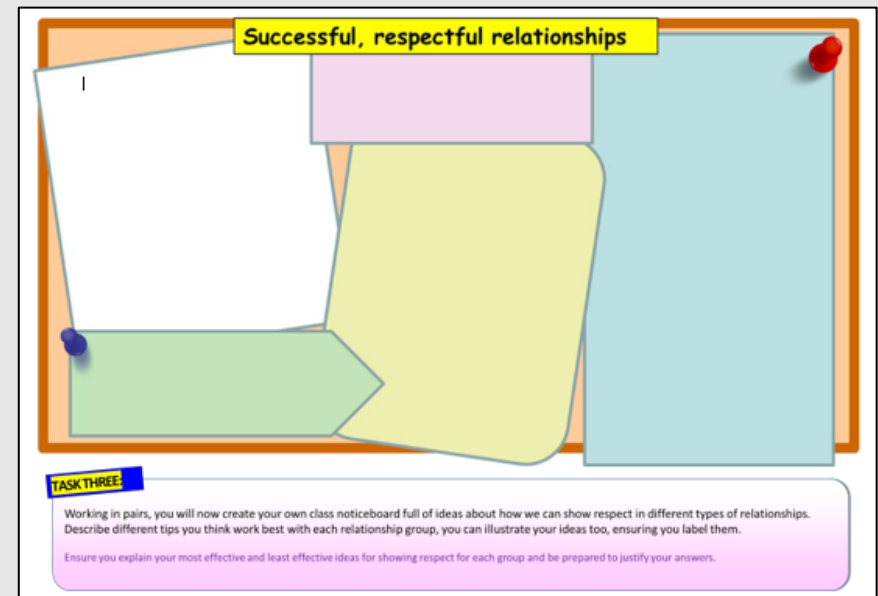 Successful, respectful relationships
TASK THREE:
Working in pairs, you will now create your own class noticeboard full of ideas about how we can show respect in different types of relationships.
Describe different tips you think work best with each relationship group, you can illustrate your ideas too, ensuring you label them.
Ensure you explain your most effective and least effective ideas for showing respect for each group and be prepared to justify your answers.